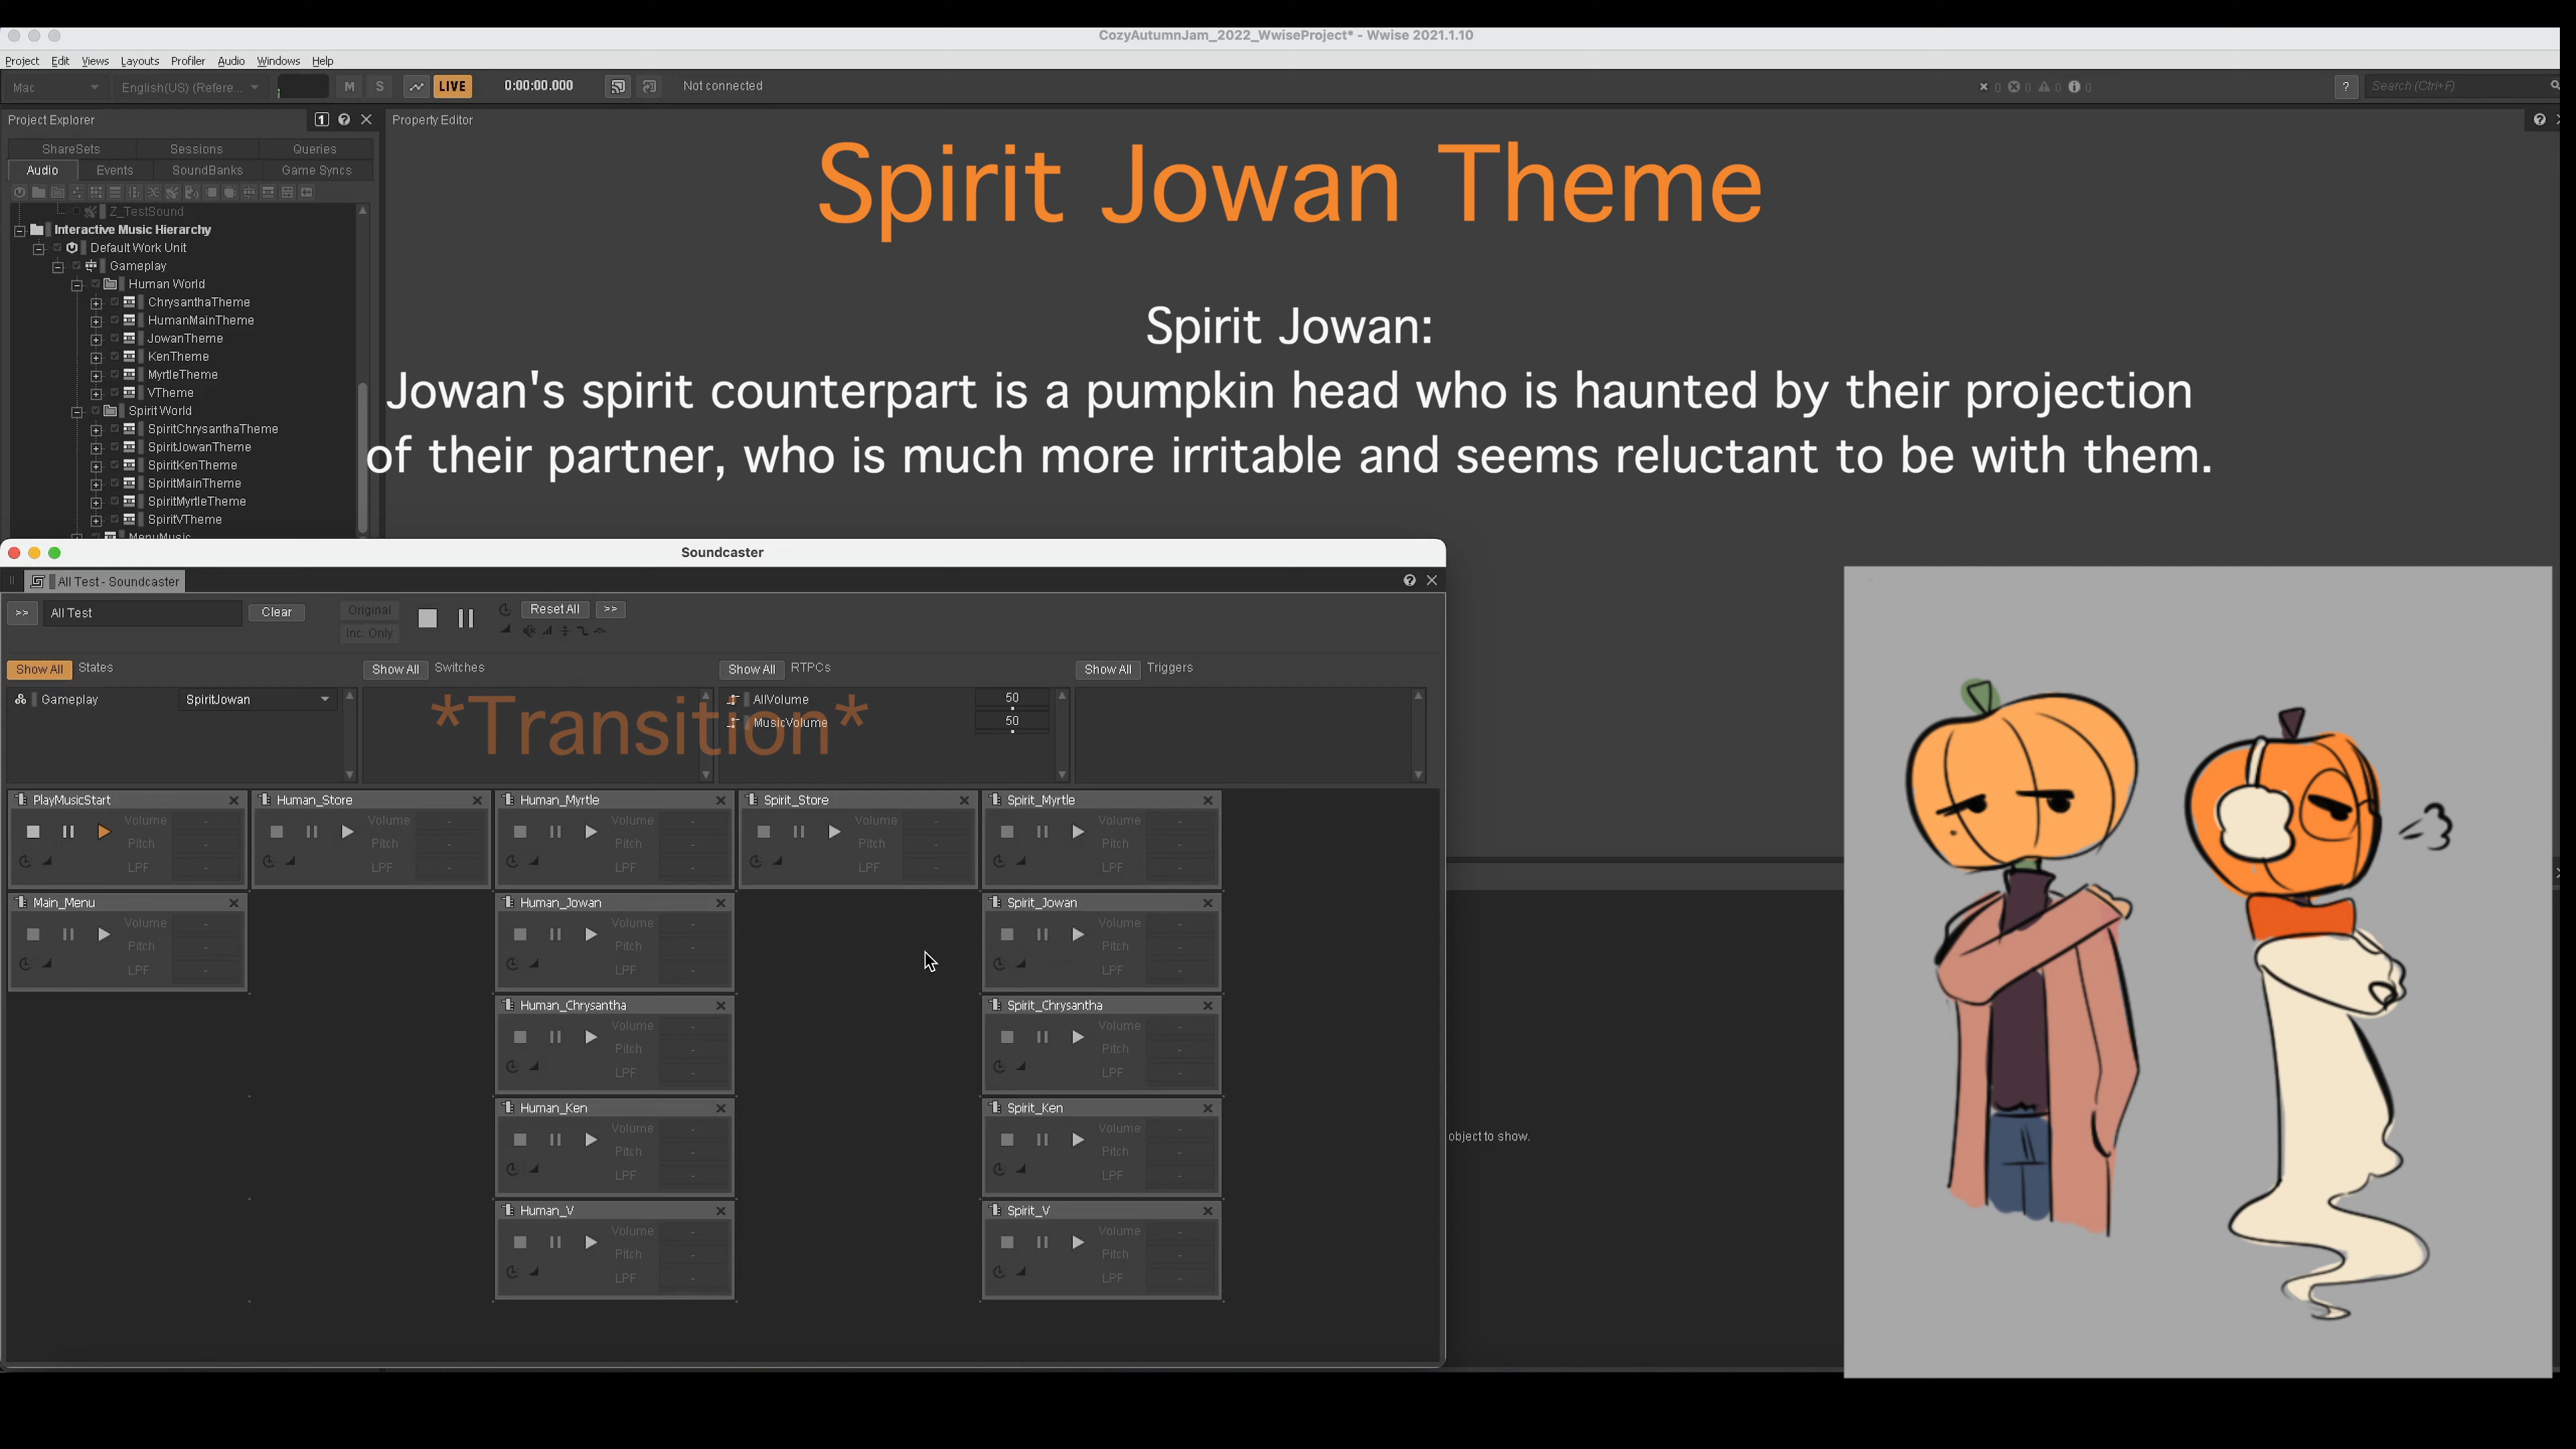 CozyAutumnJam_2022_WwiseProject* - Wwise 2021.1.10
Project Edit Views Layouts Profiler Audio Windows Help
Mac English(US) (Refere... M S LIVE 0:00:00.000 Not connected 0 0 0 0 ? Search (Ctrl+F)
Project Explorer 1 Property Editor
ShareSets Sessions Queries
Audio Events SoundBanks Game Syncs
Z_TestSound
Interactive Music Hierarchy
Default Work Unit
Gameplay
Human World
ChrysanthaTheme
HumanMainTheme
JowanTheme
KenTheme
MyrtleTheme
VTheme
Spirit World
SpiritChrysanthaTheme
SpiritJowanTheme
SpiritKenTheme
SpiritMainTheme
SpiritMyrtleTheme
SpiritVTheme
MenuMusic
Spirit Jowan Theme
Spirit Jowan:
Jowan's spirit counterpart is a pumpkin head who is haunted by their projection
of their partner, who is much more irritable and seems reluctant to be with them.
Soundcaster
All Test - Soundcaster
>> All Test Clear Original Reset All >>
Inc. Only
Show All States Show All Switches Show All RTPCs Show All Triggers
Gameplay SpiritJowan AllVolume 50
MusicVolume 50
*Transition*
PlayMusicStart Human_Store Human_Myrtle Spirit_Store Spirit_Myrtle
Volume - Volume - Volume - Volume - Volume -
Pitch - Pitch - Pitch - Pitch - Pitch -
LPF - LPF - LPF - LPF - LPF -
Main_Menu Human_Jowan Spirit_Jowan
Volume - Volume - Volume -
Pitch - Pitch - Pitch -
LPF - LPF - LPF -
Human_Chrysantha Spirit_Chrysantha
Volume - Volume -
Pitch - Pitch -
LPF - LPF -
Human_Ken Spirit_Ken
Volume - Volume -
Pitch - Pitch -
LPF - LPF -
Human_V Spirit_V
Volume - Volume -
Pitch - Pitch -
LPF - LPF -
object to show.